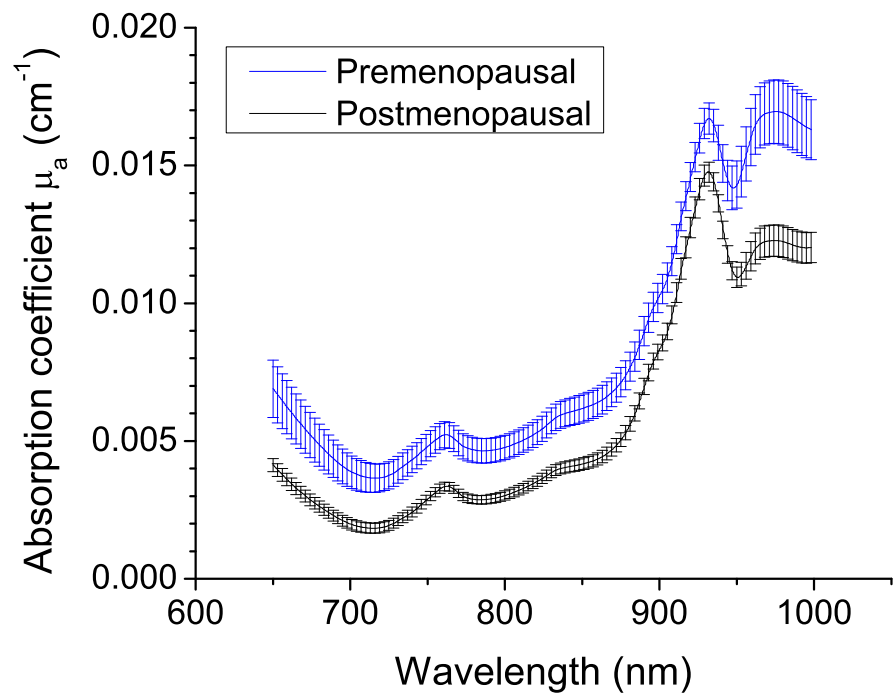 0.020
0.015
0.010
0.005
0.000
Absorption coefficient μa (cm-1)
Premenopausal
Postmenopausal
600 700 800 900 1000
Wavelength (nm)